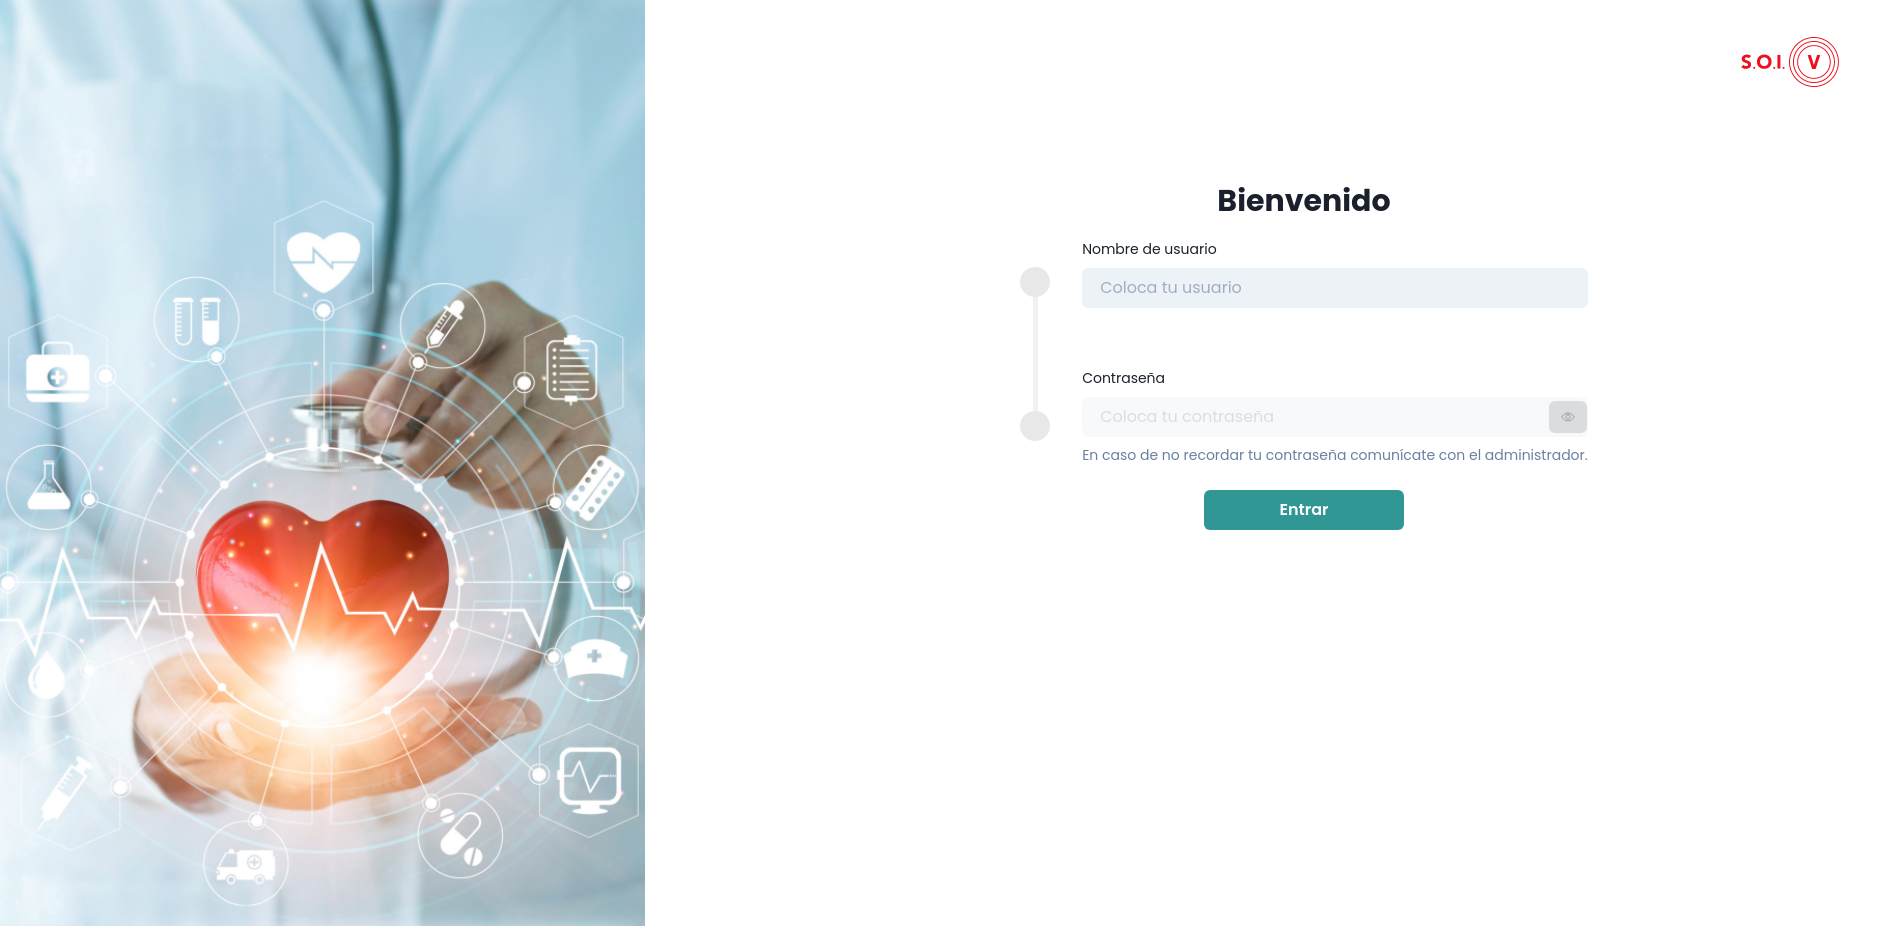 S.O.I. V
Bienvenido
Nombre de usuario
Coloca tu usuario
Contraseña
Coloca tu contraseña
En caso de no recordar tu contraseña comunícate con el administrador.
Entrar